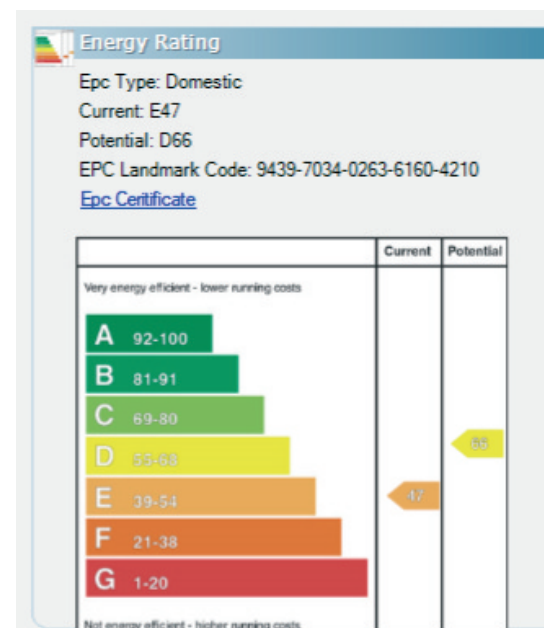 Energy Rating
Epc Type: Domestic
Current: E47
Potential: D66
EPC Landmark Code: 9439-7034-0263-6160-4210
Epc Ceritificate
Current Potential
Very energy efficient - lower running costs
A 92-100
B 81-91
C 69-80
D 55-68
66
E 39-54
47
F 21-38
G 1-20
Not energy efficient - higher running costs